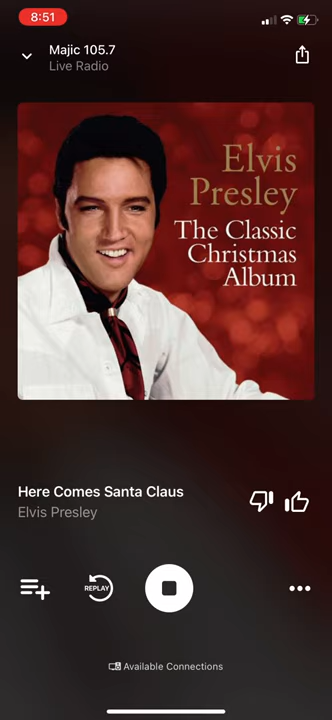 8:51
Majic 105.7
Live Radio
Elvis
Presley
The Classic
Christmas
Album
Here Comes Santa Claus
Elvis Presley
REPLAY
Available Connections